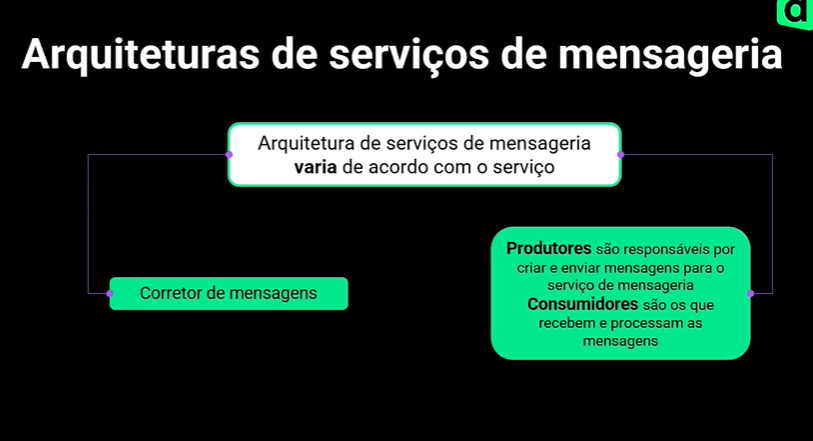 a
Arquiteturas de serviços de mensageria
Arquitetura de serviços de mensageria
varia de acordo com o serviço
Corretor de mensagens
Produtores são responsáveis por
criar e enviar mensagens para o
serviço de mensageria
Consumidores são os que
recebem e processam as
mensagens